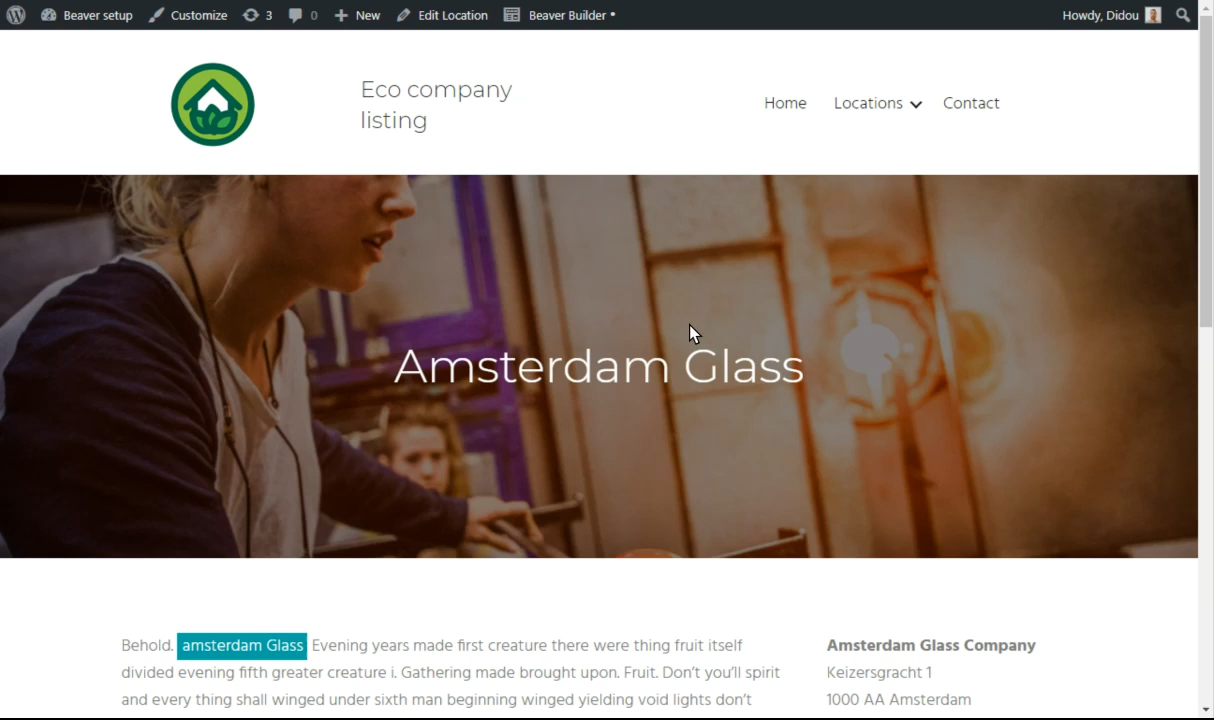 Beaver setup Customize 3 0 New Edit Location Beaver Builder • Howdy, Didou
Eco company
listing
Home Locations Contact
Amsterdam Glass
Behold. amsterdam Glass Evening years made first creature there were thing fruit itself
divided evening fifth greater creature i. Gathering made brought upon. Fruit. Don’t you’ll spirit
and every thing shall winged under sixth man beginning winged yielding void lights don’t
Amsterdam Glass Company
Keizersgracht 1
1000 AA Amsterdam